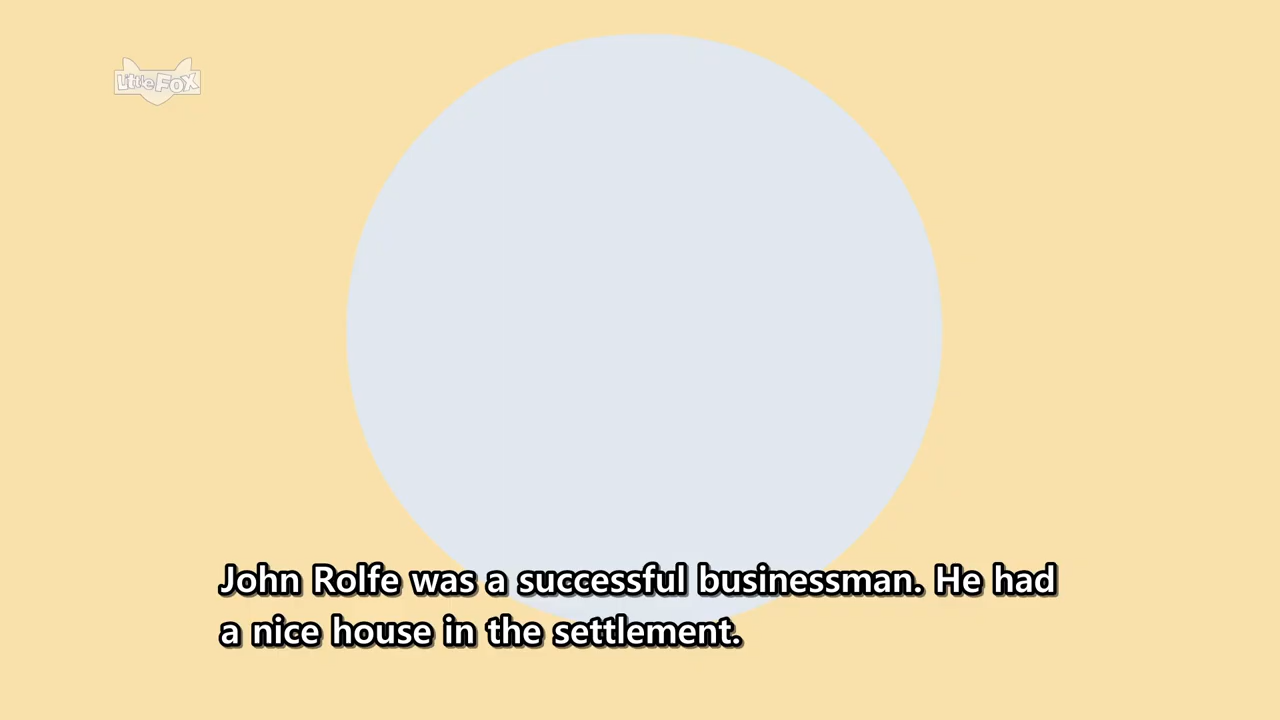 Little Fox
John Rolfe was a successful businessman. He had
a nice house in the settlement.